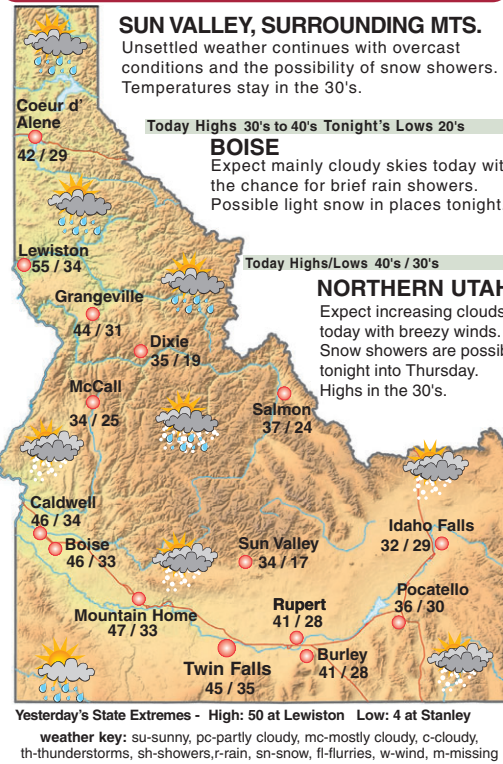 SUN VALLEY, SURROUNDING MTS.
Unsettled weather continues with overcast
conditions and the possibility of snow showers.
Temperatures stay in the 30's.
Today Highs 30's to 40's Tonight's Lows 20's
BOISE
Expect mainly cloudy skies today wit
the chance for brief rain showers.
Possible light snow in places tonight
Today Highs/Lows 40's / 30's
NORTHERN UTAH
Expect increasing clouds
today with breezy winds.
Snow showers are possib
tonight into Thursday.
Highs in the 30's.
Coeur d'
Alene
42 / 29
Lewiston
55 / 34
Grangeville
44 / 31
Dixie
35 / 19
McCall
34 / 25
Salmon
37 / 24
Caldwell
46 / 34
Boise
46 / 33
Sun Valley
34 / 17
Idaho Falls
32 / 29
Pocatello
36 / 30
Mountain Home
47 / 33
Rupert
41 / 28
Burley
41 / 28
Twin Falls
45 / 35
Yesterday's State Extremes - High: 50 at Lewiston Low: 4 at Stanley
weather key: su-sunny, pc-partly cloudy, mc-mostly cloudy, c-cloudy,
th-thunderstorms, sh-showers,r-rain, sn-snow, fl-flurries, w-wind, m-missing